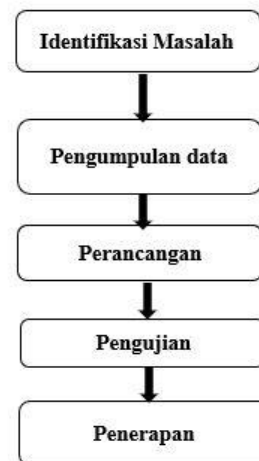 Identifikasi Masalah
Pengumpulan data
Perancangan
Pengujian
Penerapan